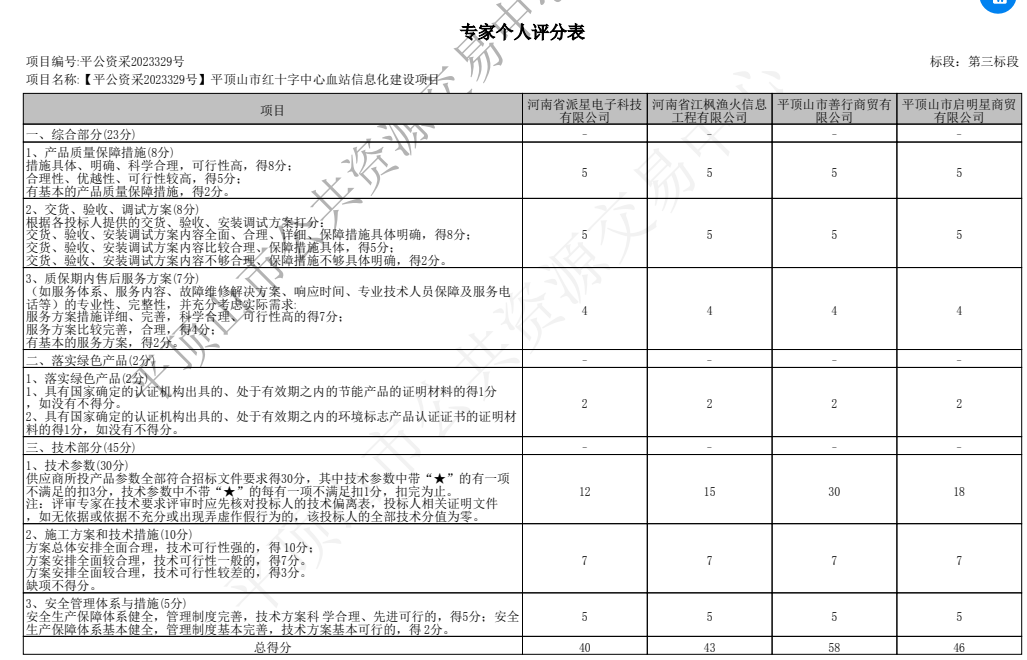 专家个人评分表
项目编号:平公资采2023329号
标段：第三标段
项目名称:【平公资采2023329号】平顶山市红十字中心血站信息化建设项目
项目
河南省派星电子科技有限公司
河南省江枫渔火信息工程有限公司
平顶山市善行商贸有限公司
平顶山市启明星商贸有限公司
一、综合部分(23分)
- - - -
1、产品质量保障措施(8分)
措施具体、明确、科学合理，可行性高，得8分；
合理性、优越性、可行性较高，得5分；
有基本的产品质量保障措施，得2分。
5 5 5 5
2、交货、验收、调试方案(8分)
根据各投标人提供的交货、验收、安装调试方案打分；
交货、验收、安装调试方案内容全面、合理、详细、保障措施具体明确，得8分；
交货、验收、安装调试方案内容比较合理、保障措施具体，得5分；
交货、验收、安装调试方案内容不够合理、保障措施不够具体明确，得2分。
5 5 5 5
3、质保期内售后服务方案(7分)
（如服务体系、服务内容、故障维修解决方案、响应时间、专业技术人员保障及服务电
话等）的专业性、完整性，并充分考虑实际需求:
服务方案措施详细、完善，科学合理、可行性高的得7分；
服务方案比较完善，合理，得4分；
有基本的服务方案，得2分。
4 4 4 4
二、落实绿色产品(2分)
- - - -
1、落实绿色产品(2分)
1、具有国家确定的认证机构出具的、处于有效期之内的节能产品的证明材料的得1分
，如没有不得分。
2、具有国家确定的认证机构出具的、处于有效期之内的环境标志产品认证证书的证明材
料的得1分，如没有不得分。
2 2 2 2
三、技术部分(45分)
- - - -
1、技术参数(30分)
供应商所投产品参数全部符合招标文件要求得30分，其中技术参数中带“★”的有一项
不满足的扣3分，技术参数中不带“★”的每有一项不满足扣1分，扣完为止。
注：评审专家在技术要求评审时应先核对投标人的技术偏离表，投标人相关证明文件
，如无依据或依据不充分或出现弄虚作假行为的，该投标人的全部技术分值为零。
12 15 30 18
2、施工方案和技术措施(10分)
方案总体安排全面合理，技术可行性强的，得10分；
方案安排全面较合理，技术可行性一般的，得7分。
方案安排全面较合理，技术可行性较差的，得3分。
缺项不得分。
7 7 7 7
3、安全管理体系与措施(5分)
安全生产保障体系健全，管理制度完善，技术方案科 学合理、先进可行的，得5分；安全
生产保障体系基本健全，管理制度基本完善，技术方案基本可行的，得 2分。
5 5 5 5
总得分
40 43 58 46
平顶山市公共资源交易中心
平顶山市公共资源交易中心